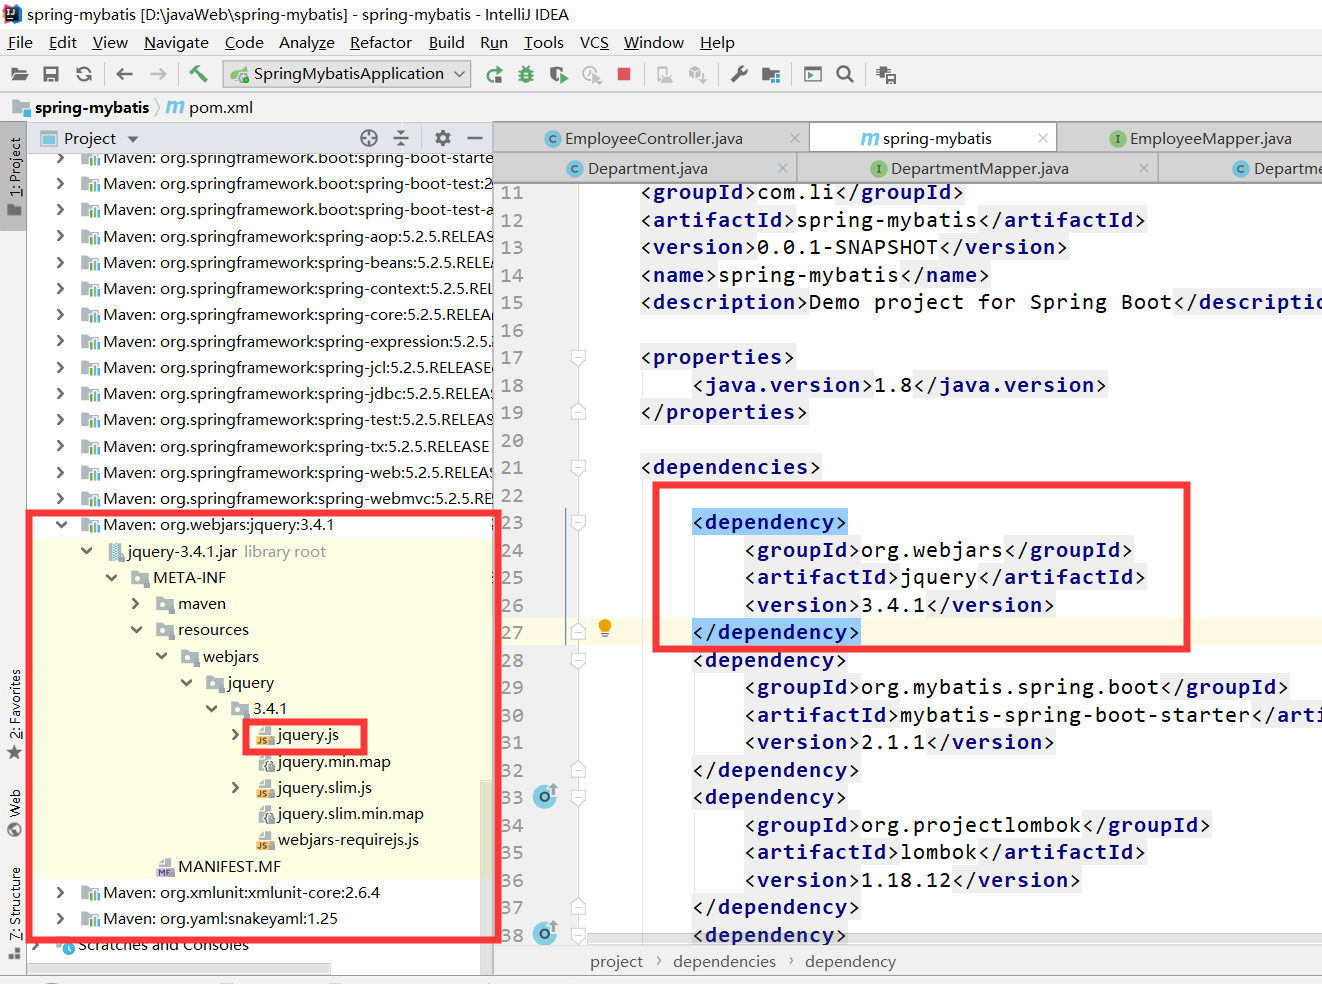 spring-mybatis [D:\javaWeb\spring-mybatis] - spring-mybatis - IntelliJ IDEA
File Edit View Navigate Code Analyze Refactor Build Run Tools VCS Window Help
SpringMybatisApplication
spring-mybatis pom.xml
1: Project
2: Favorites
Web
7: Structure
Project
Maven: org.springframework.boot:spring-boot-starte
Maven: org.springframework.boot:spring-boot-test:2
Maven: org.springframework.boot:spring-boot-test-a
Maven: org.springframework:spring-aop:5.2.5.RELEAS
Maven: org.springframework:spring-beans:5.2.5.RELEA
Maven: org.springframework:spring-context:5.2.5.REL
Maven: org.springframework:spring-core:5.2.5.RELEA
Maven: org.springframework:spring-expression:5.2.5.
Maven: org.springframework:spring-jcl:5.2.5.RELEASE
Maven: org.springframework:spring-jdbc:5.2.5.RELEAS
Maven: org.springframework:spring-test:5.2.5.RELEAS
Maven: org.springframework:spring-tx:5.2.5.RELEASE
Maven: org.springframework:spring-web:5.2.5.RELEAS
Maven: org.springframework:spring-webmvc:5.2.5.RE
Maven: org.webjars:jquery:3.4.1
jquery-3.4.1.jar library root
META-INF
maven
resources
webjars
jquery
3.4.1
jquery.js
jquery.min.map
jquery.slim.js
jquery.slim.min.map
webjars-requirejs.js
MANIFEST.MF
Maven: org.xmlunit:xmlunit-core:2.6.4
Maven: org.yaml:snakeyaml:1.25
Scratches and Consoles
EmployeeController.java spring-mybatis EmployeeMapper.java
Department.java DepartmentMapper.java Departme
11 <groupId>com.li</groupId>
12 <artifactId>spring-mybatis</artifactId>
13 <version>0.0.1-SNAPSHOT</version>
14 <name>spring-mybatis</name>
15 <description>Demo project for Spring Boot</descriptio
16
17 <properties>
18 <java.version>1.8</java.version>
19 </properties>
20
21 <dependencies>
22
23 <dependency>
24 <groupId>org.webjars</groupId>
25 <artifactId>jquery</artifactId>
26 <version>3.4.1</version>
27 </dependency>
28 <dependency>
29 <groupId>org.mybatis.spring.boot</groupId>
30 <artifactId>mybatis-spring-boot-starter</arti
31 <version>2.1.1</version>
32 </dependency>
33 <dependency>
34 <groupId>org.projectlombok</groupId>
35 <artifactId>lombok</artifactId>
36 <version>1.18.12</version>
37 </dependency>
38 <dependency>
project dependencies dependency